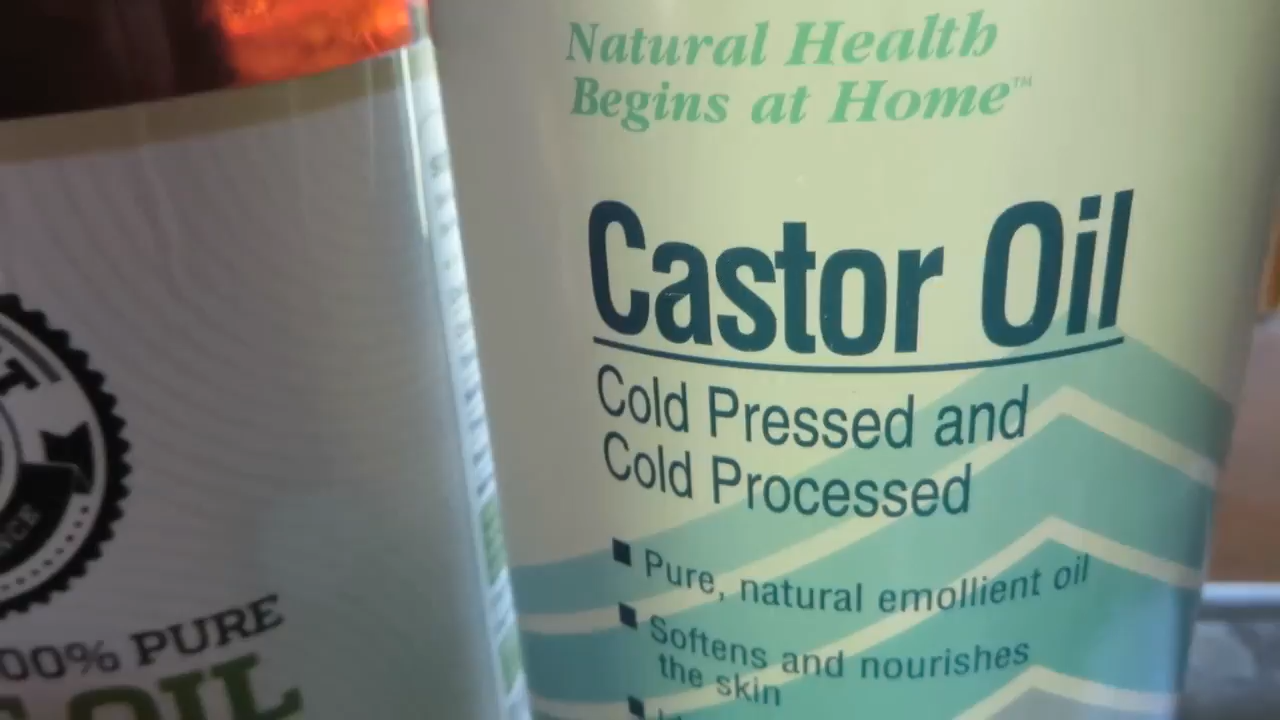 Natural Health
Begins at Home™
Castor Oil
Cold Pressed and
Cold Processed
■ Pure, natural emollient oil
■ Softens and nourishes
the skin
00% PURE
OIL